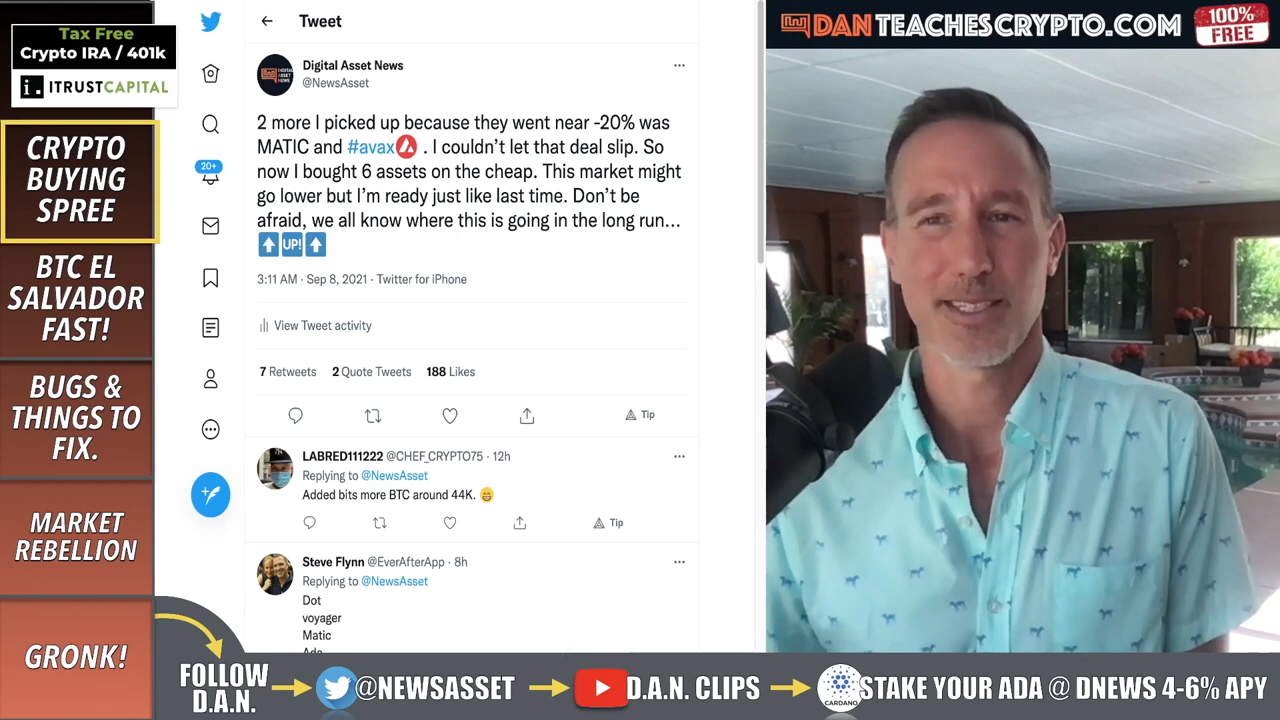 Tax Free
Crypto IRA / 401k
i.
ITRUSTCAPITAL
CRYPTO
BUYING
SPREE
BTC EL
SALVADOR
FAST!
BUGS &
THINGS TO
FIX.
MARKET
REBELLION
GRONK!
20+
Tweet
Digital Asset News
@NewsAsset
2 more I picked up because they went near -20% was
MATIC and #avax . I couldn't let that deal slip. So
now I bought 6 assets on the cheap. This market might
go lower but I'm ready just like last time. Don't be
afraid, we all know where this is going in the long run...
UP!
3:11 AM · Sep 8, 2021 · Twitter for iPhone
View Tweet activity
7 Retweets 2 Quote Tweets 188 Likes
Tip
LABRED111222 @CHEF_CRYPTO75 · 12h
Replying to @NewsAsset
Added bits more BTC around 44K.
Tip
Steve Flynn @EverAfterApp · 8h
Replying to @NewsAsset
Dot
voyager
Matic
Ada
DANTEACHESCRYPTO.COM
100%
FREE
FOLLOW
D.A.N.
@NEWSASSET
D.A.N. CLIPS
CARDANO
STAKE YOUR ADA @ DNEWS 4-6% APY